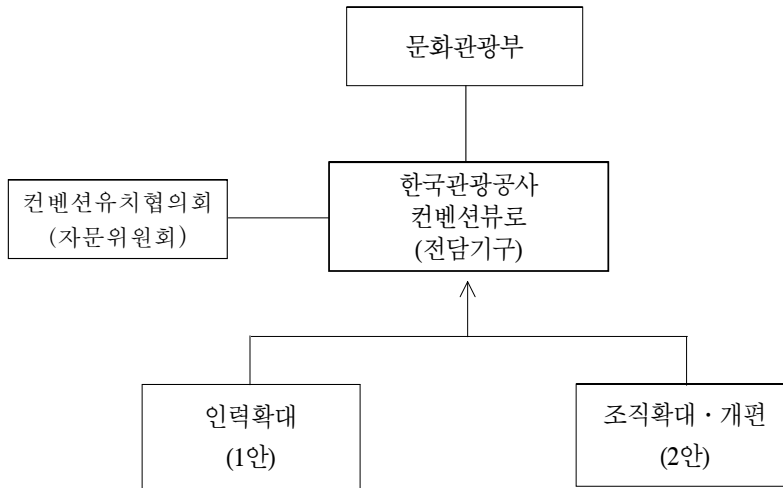 문화관광부
한국관광공사
컨벤션뷰로
(전담기구)
컨벤션유치협의회
(자문위원회)
인력확대
(1안)
조직확대 · 개편
(2안)